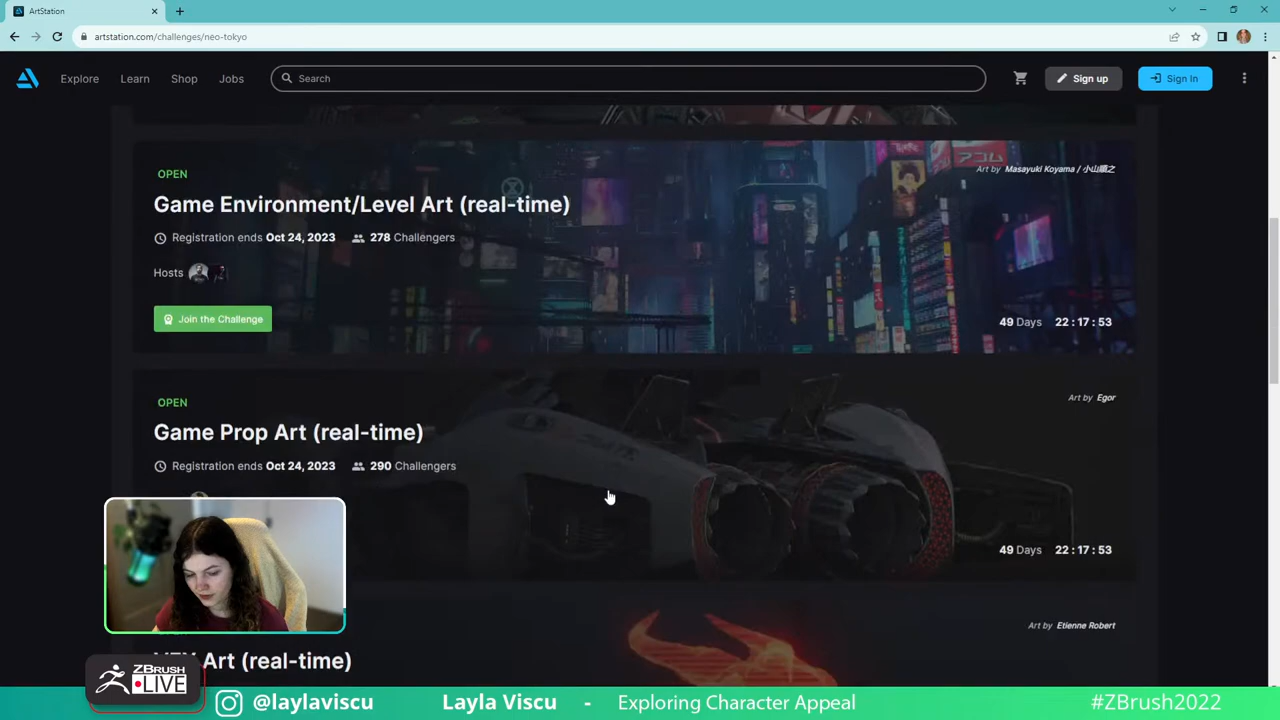 ArtStation
artstation.com/challenges/neo-tokyo
Explore Learn Shop Jobs Search Sign up Sign In
アコム
Art by Masayuki Koyama / 小山順之
OPEN
Game Environment/Level Art (real-time)
Registration ends Oct 24, 2023 278 Challengers
Hosts
Join the Challenge
49 Days 22 : 17 : 53
OPEN
Art by Egor
Game Prop Art (real-time)
Registration ends Oct 24, 2023 290 Challengers
49 Days 22 : 17 : 53
Art by Etienne Robert
Art (real-time)
ZBRUSH
LIVE
@laylaviscu Layla Viscu - Exploring Character Appeal #ZBrush2022